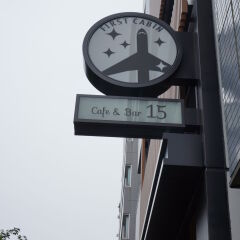 FIRST CABIN
Cafe & Bar 15